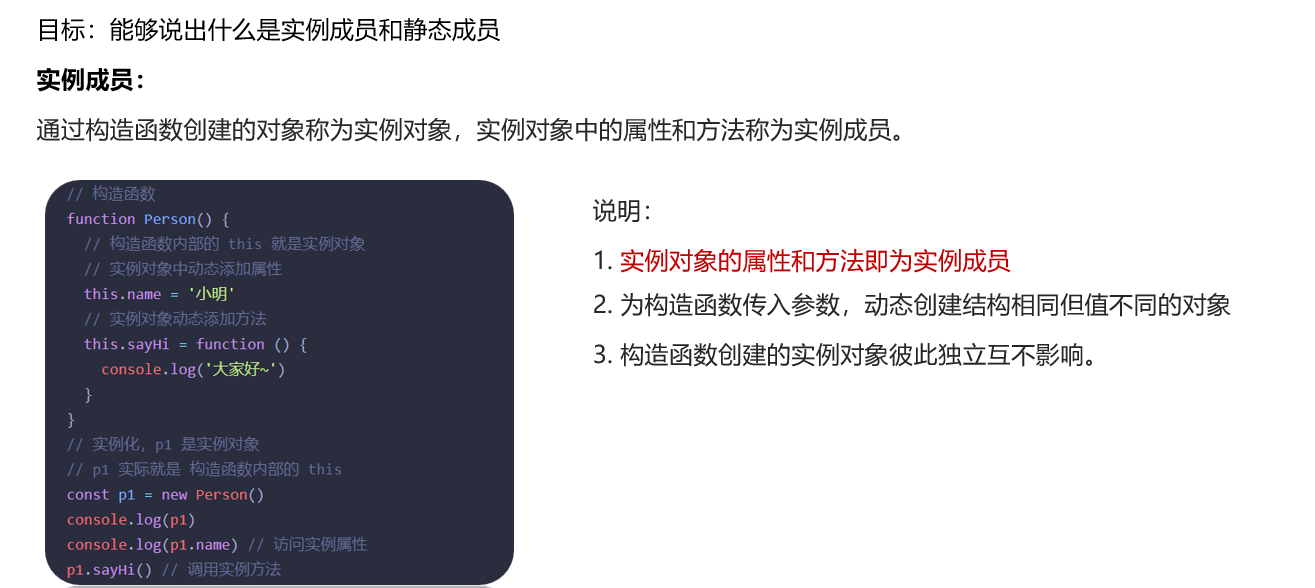 目标：能够说出什么是实例成员和静态成员
实例成员：
通过构造函数创建的对象称为实例对象，实例对象中的属性和方法称为实例成员。
// 构造函数
function Person() {
  // 构造函数内部的 this 就是实例对象
  // 实例对象中动态添加属性
  this.name = '小明'
  // 实例对象动态添加方法
  this.sayHi = function () {
    console.log('大家好~')
  }
}
// 实例化，p1 是实例对象
// p1 实际就是 构造函数内部的 this
const p1 = new Person()
console.log(p1)
console.log(p1.name) // 访问实例属性
p1.sayHi() // 调用实例方法
说明：
1. 实例对象的属性和方法即为实例成员
2. 为构造函数传入参数，动态创建结构相同但值不同的对象
3. 构造函数创建的实例对象彼此独立互不影响。